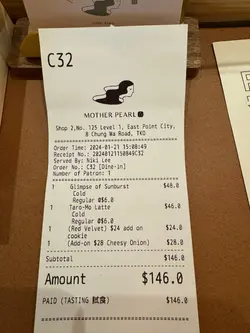 C32
MOTHER PEARL
Shop 2,No. 125 Level 1, East Point City,
8 Chung Wa Road, TKO
Order Time: 2024-01-21 15:08:49
Receipt No.: 20240121150849C32
Served By: Niki Lee
Order No.: C32 [Dine-in]
Number of Patron: 1
1 Glimpse of Sunburst $48.0
Cold
Regular @$6.0
1 Taro-Mo Latte $46.0
Cold
Regular @$6.0
1 (Red Velvet) $24 add on $24.0
cookie
1 (Add-on $28 Cheesy Onion) $28.0
Subtotal $146.0
Amount $146.0
PAID (TASTING 試食) $146.0